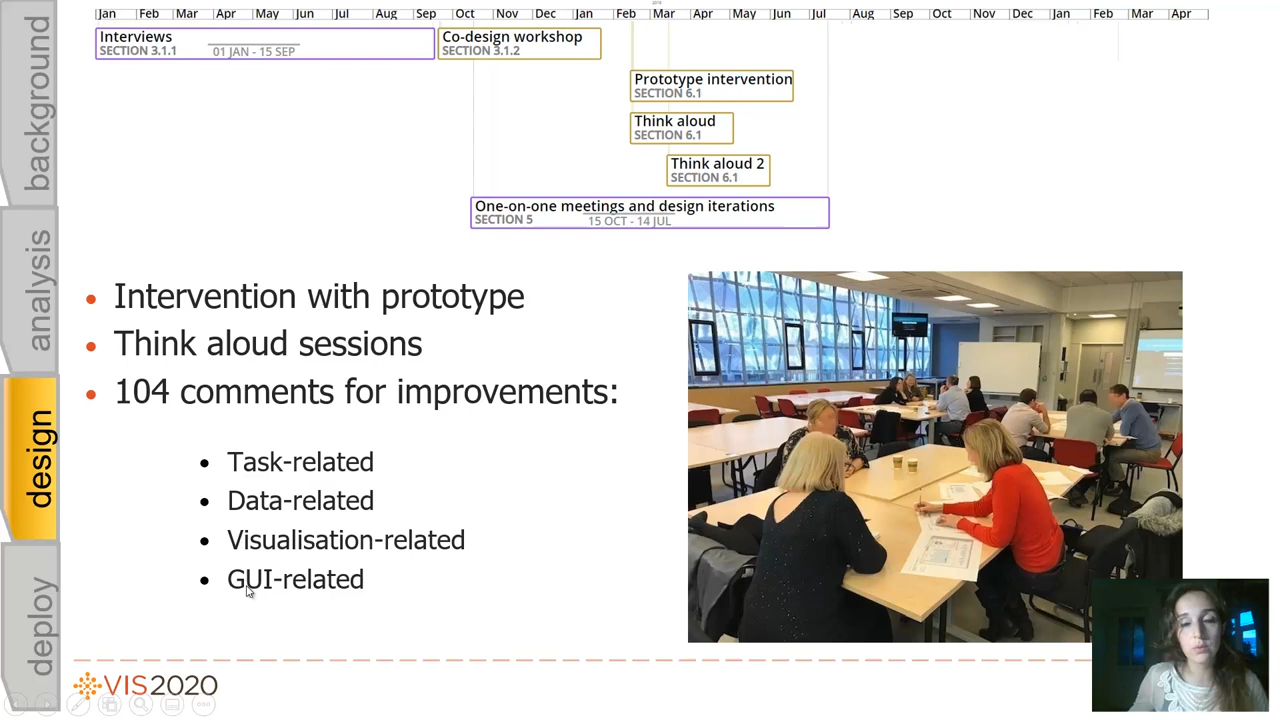 2018
Jan Feb Mar Apr May Jun Jul Aug Sep Oct Nov Dec Jan Feb Mar Apr May Jun Jul Aug Sep Oct Nov Dec Jan Feb Mar Apr
Interviews
SECTION 3.1.1 01 JAN - 15 SEP
Co-design workshop
SECTION 3.1.2
Prototype intervention
SECTION 6.1
Think aloud
SECTION 6.1
Think aloud 2
SECTION 6.1
One-on-one meetings and design iterations
SECTION 5 15 OCT - 14 JUL
background
analysis
design
deploy
• Intervention with prototype
• Think aloud sessions
• 104 comments for improvements:
• Task-related
• Data-related
• Visualisation-related
• GUI-related
VIS2020